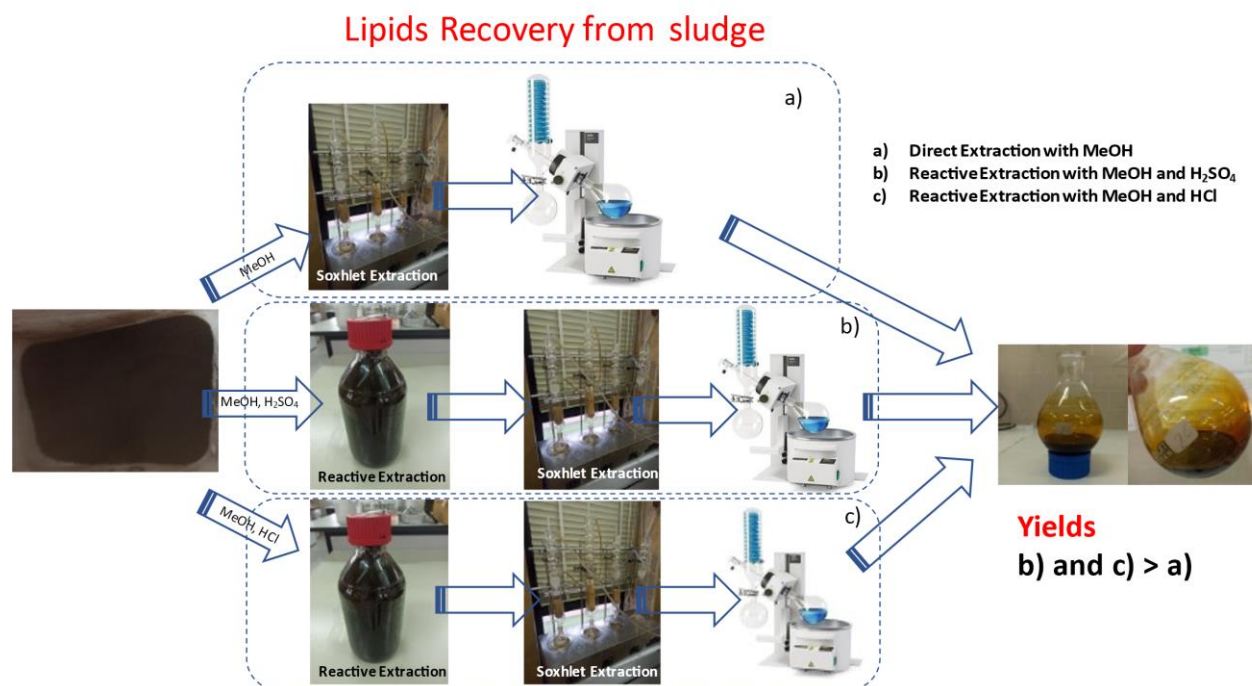 Lipids Recovery from sludge
a)
MeOH
Soxhlet Extraction
a) Direct Extraction with MeOH
b) Reactive Extraction with MeOH and H₂SO₄
c) Reactive Extraction with MeOH and HCl
b)
MeOH, H₂SO₄
Reactive Extraction
Soxhlet Extraction
c)
MeOH, HCl
Reactive Extraction
Soxhlet Extraction
Yields
b) and c) > a)